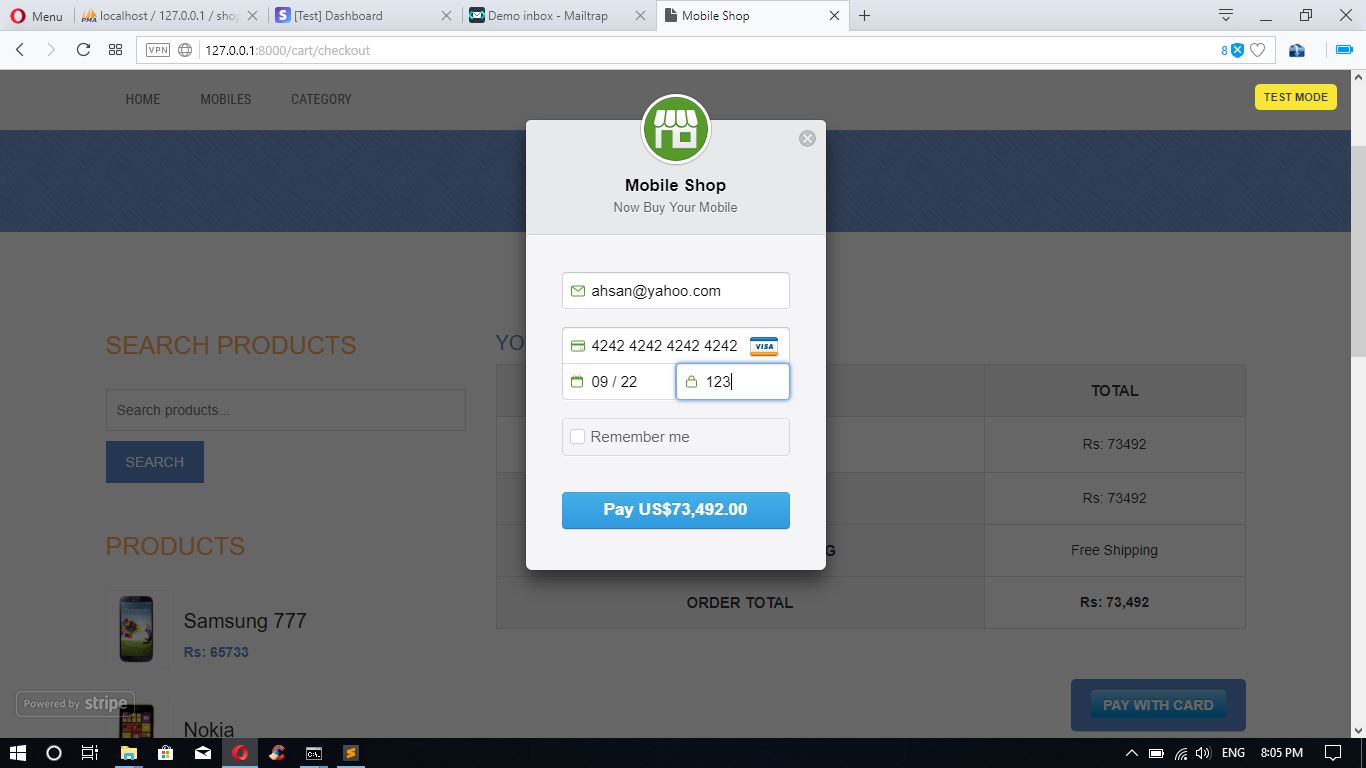 Menu
localhost / 127.0.0.1 / shop
[Test] Dashboard
Demo inbox - Mailtrap
Mobile Shop
VPN
127.0.0.1:8000/cart/checkout
8
HOME
MOBILES
CATEGORY
TEST MODE
Mobile Shop
Now Buy Your Mobile
ahsan@yahoo.com
4242 4242 4242 4242
VISA
09 / 22
123
Remember me
Pay US$73,492.00
SEARCH PRODUCTS
Search products...
SEARCH
PRODUCTS
Samsung 777
Rs: 65733
Nokia
Powered by stripe
YO
TOTAL
Rs: 73492
Rs: 73492
G
Free Shipping
ORDER TOTAL
Rs: 73,492
PAY WITH CARD
ENG
8:05 PM